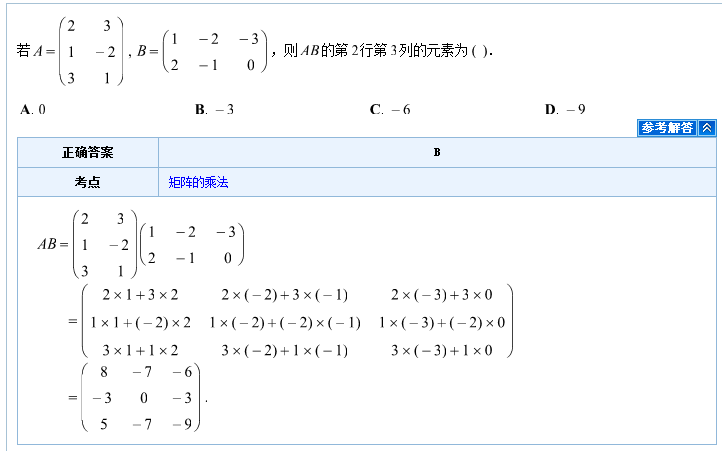 若 A = ( 2 3 ; 1 －2 ; 3 1 ) , B = ( 1 －2 －3 ; 2 －1 0 ) ，则 AB 的第 2 行第 3 列的元素为 ( ).
A. 0 B. －3 C. －6 D. －9
参考解答
正确答案 B
考点 矩阵的乘法
AB = ( 2 3 ; 1 －2 ; 3 1 ) ( 1 －2 －3 ; 2 －1 0 )
= ( 2×1+3×2 2×(－2)+3×(－1) 2×(－3)+3×0 ; 1×1+(－2)×2 1×(－2)+(－2)×(－1) 1×(－3)+(－2)×0 ; 3×1+1×2 3×(－2)+1×(－1) 3×(－3)+1×0 )
= ( 8 －7 －6 ; －3 0 －3 ; 5 －7 －9 ) .